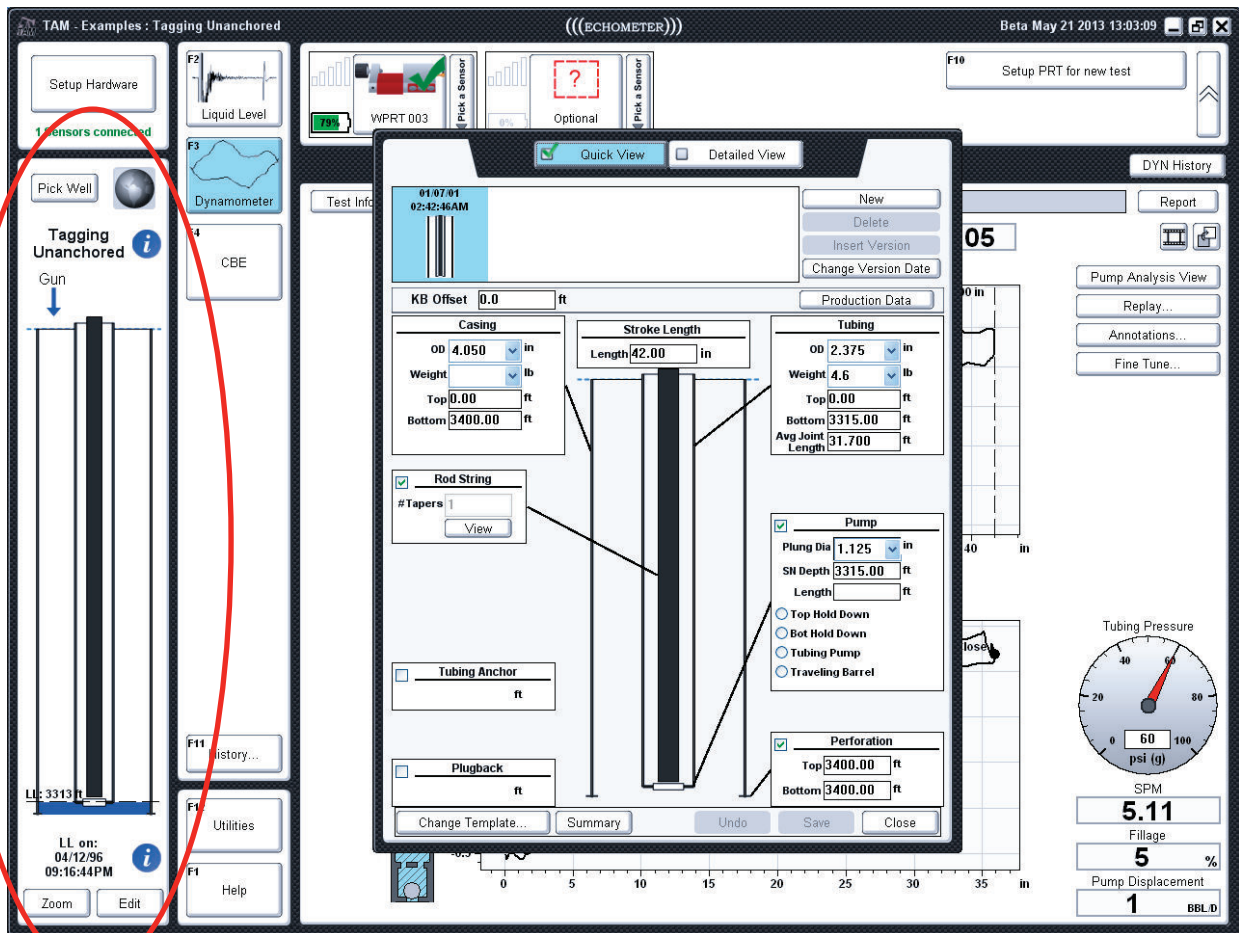 TAM - Examples : Tagging Unanchored
(((ECHOMETER)))
Beta May 21 2013 13:03:09
Setup Hardware
1 Sensors connected
Pick Well
Tagging
Unanchored
Gun
LL: 3313 ft
LL on:
04/12/96
09:16:44PM
Zoom
Edit
F2
Liquid Level
F3
Dynamometer
F4
CBE
F11
History...
F12
Utilities
F1
Help
79%
WPRT 003
Pick a Sensor
?
0%
Optional
Pick a Sensor
F10
Setup PRT for new test
DYN History
Test Info
Report
05
Quick View
Detailed View
01/07/01
02:42:46AM
New
Delete
Insert Version
Change Version Date
KB Offset 0.0 ft
Production Data
Casing
OD 4.050 in
Weight lb
Top 0.00 ft
Bottom 3400.00 ft
Stroke Length
Length 42.00 in
Tubing
OD 2.375 in
Weight 4.6 lb
Top 0.00 ft
Bottom 3315.00 ft
Avg Joint
Length 31.700 ft
Rod String
#Tapers 1
View
Pump
Plung Dia 1.125 in
SN Depth 3315.00 ft
Length ft
Top Hold Down
Bot Hold Down
Tubing Pump
Traveling Barrel
Tubing Anchor
ft
Plugback
ft
Perforation
Top 3400.00 ft
Bottom 3400.00 ft
Change Template...
Summary
Undo
Save
Close
Pump Analysis View
Replay...
Annotations...
Fine Tune...
0 in
40 in
lose
-0.5
0 5 10 15 20 25 30 35 in
Tubing Pressure
0 20 40 60 80 100
60
psi (g)
SPM
5.11
Fillage
5 %
Pump Displacement
1 BBL/D